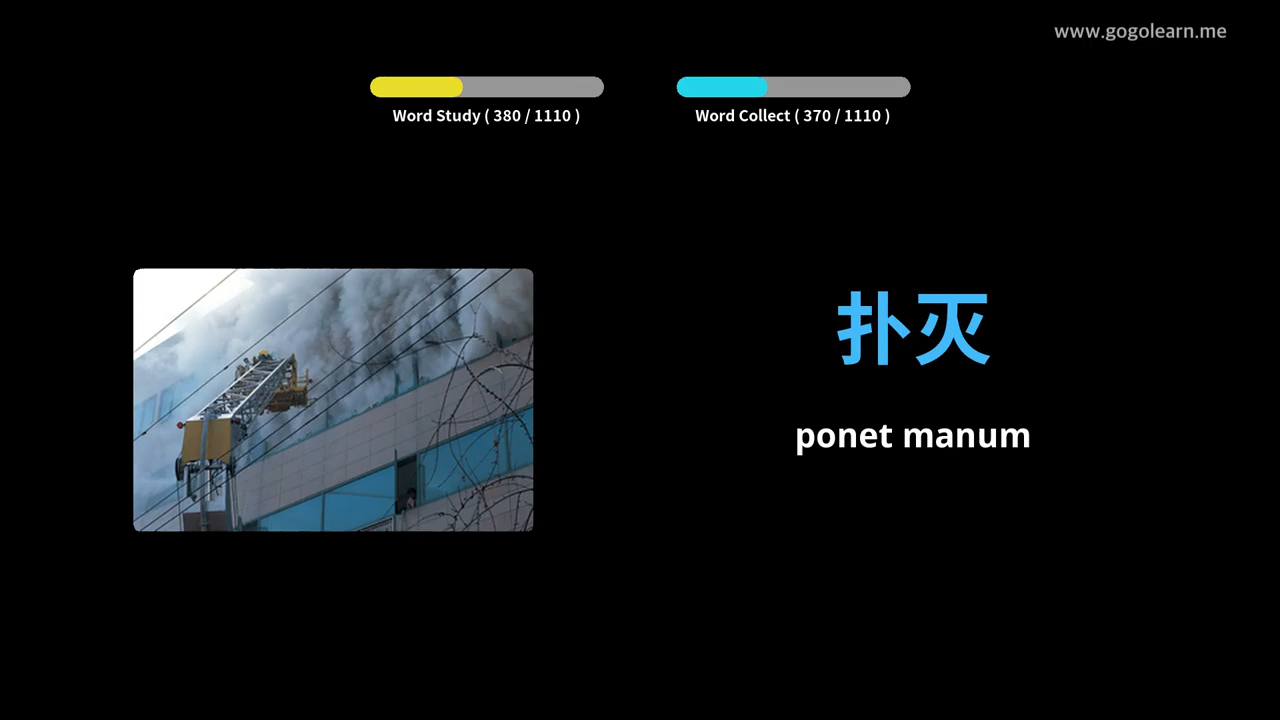 www.gogolearn.me
Word Study ( 380 / 1110 )
Word Collect ( 370 / 1110 )
扑灭
ponet manum